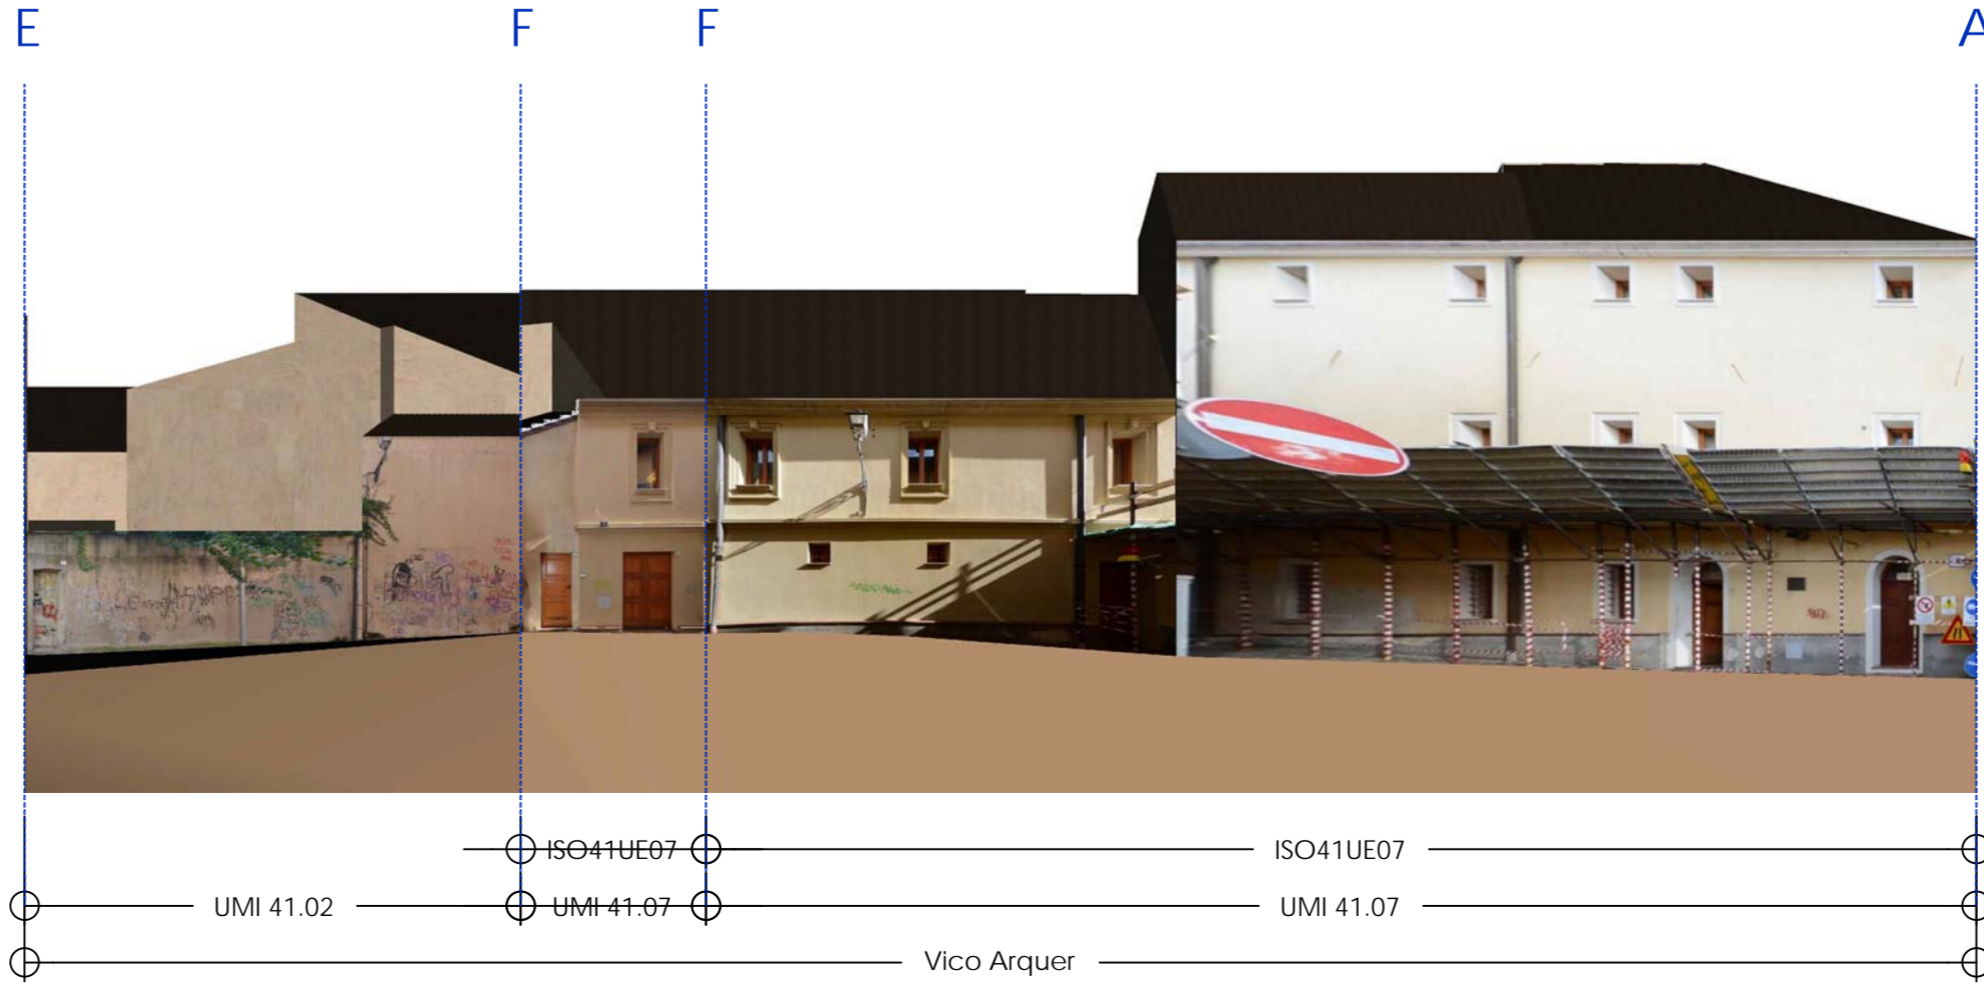 E F F A
ISO41UE07 ISO41UE07
UMI 41.02 UMI 41.07 UMI 41.07
Vico Arquer